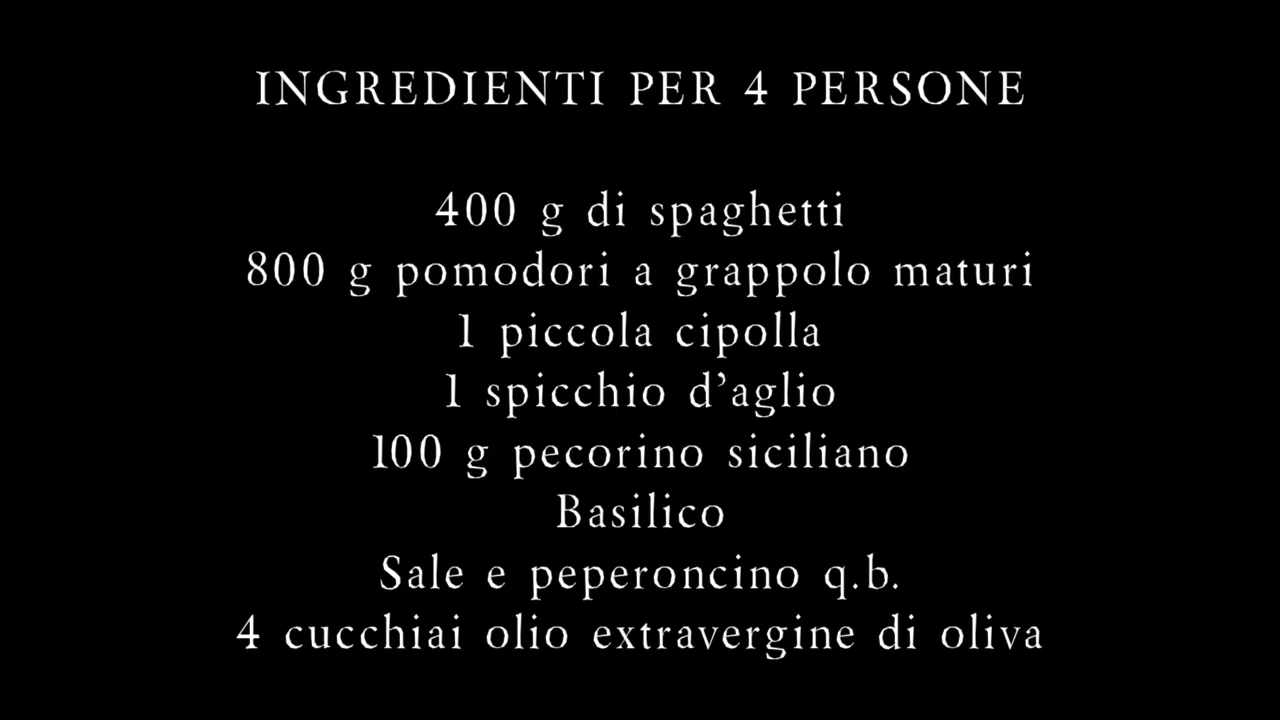 INGREDIENTI PER 4 PERSONE
400 g di spaghetti
800 g pomodori a grappolo maturi
1 piccola cipolla
1 spicchio d’aglio
100 g pecorino siciliano
Basilico
Sale e peperoncino q.b.
4 cucchiai olio extravergine di oliva